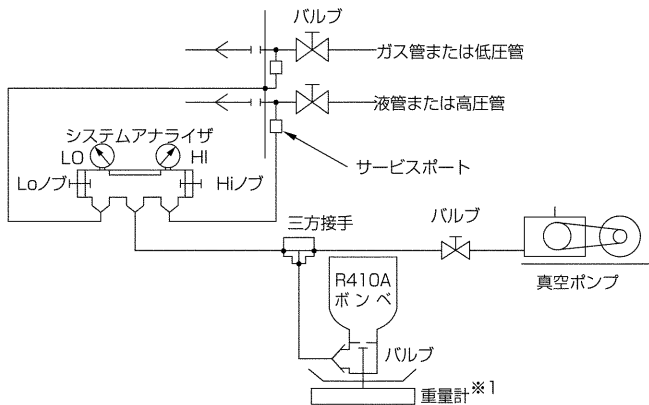 バルブ
ガス管または低圧管
液管または高圧管
システムアナライザ
LO
HI
Loノブ
Hiノブ
サービスポート
三方接手
バルブ
R410A
ボンベ
真空ポンプ
バルブ
重量計※1